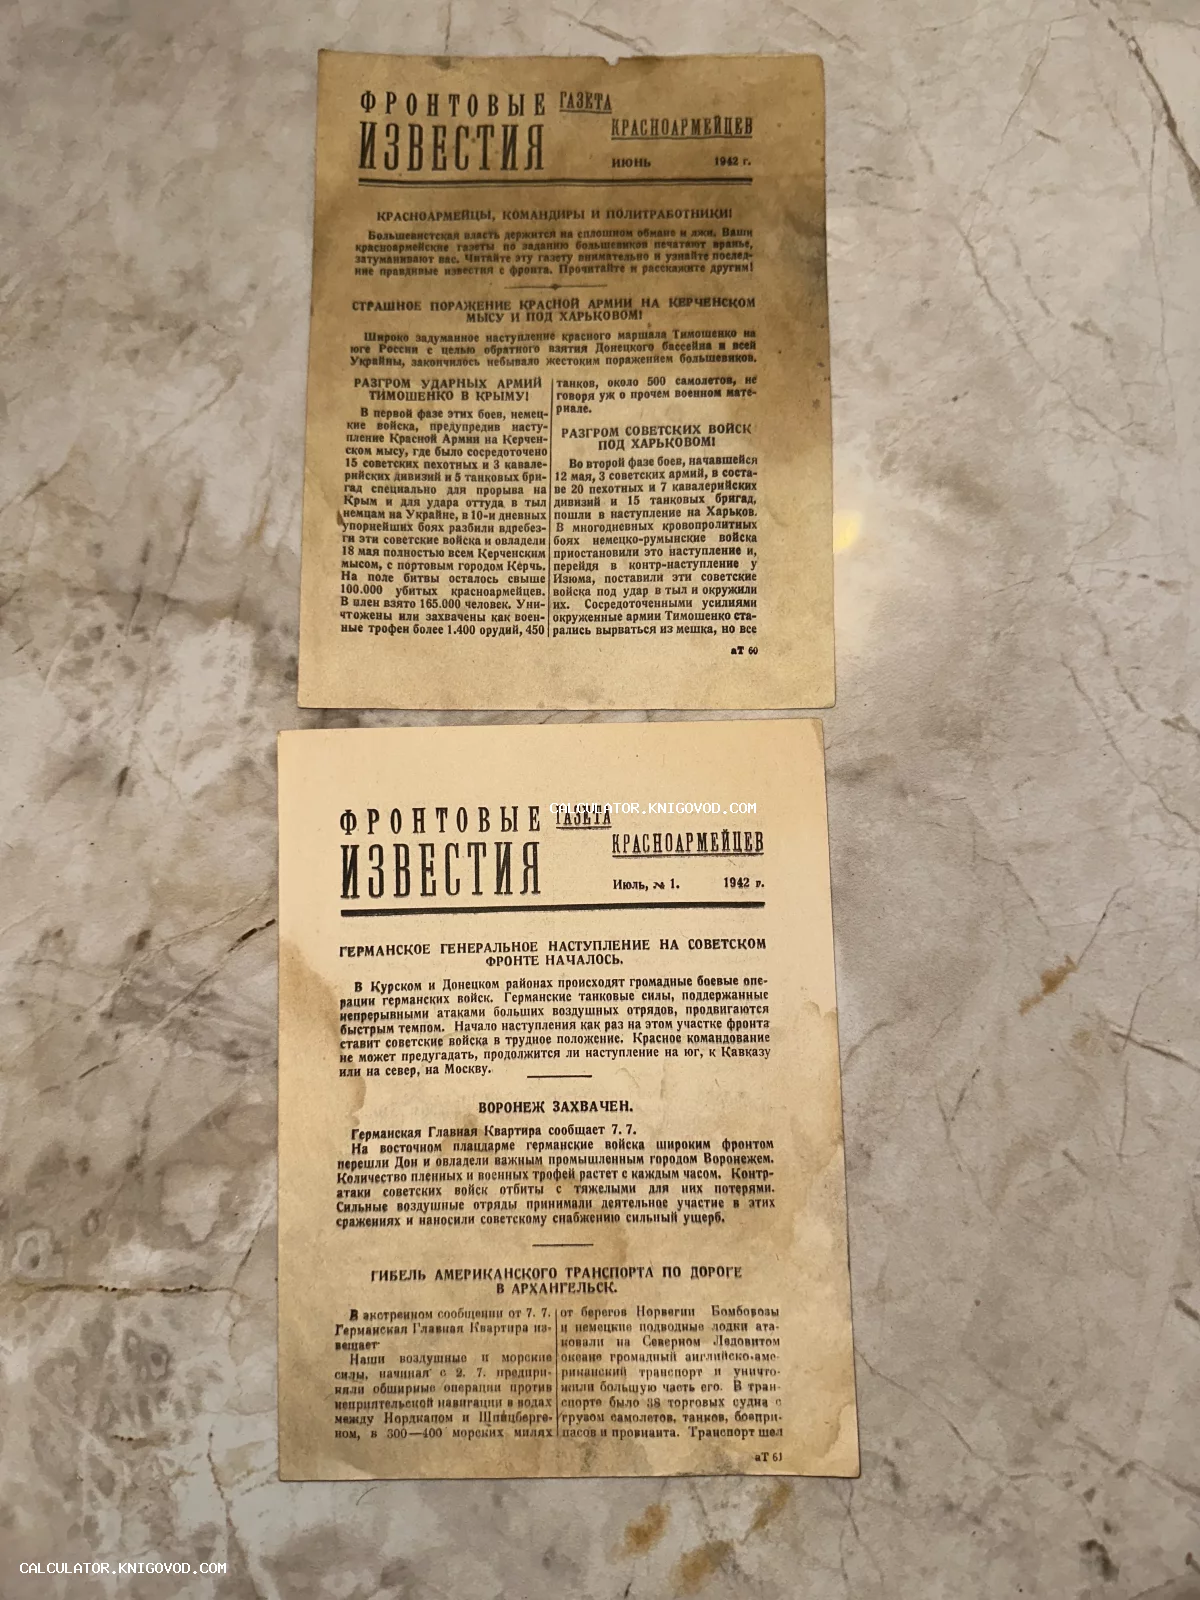 ФРОНТОВЫЕ
ИЗВЕСТИЯ
ГАЗЕТА
КРАСНОАРМЕЙЦЕВ
ИЮНЬ 1942 г.
КРАСНОАРМЕЙЦЫ, КОМАНДИРЫ И ПОЛИТРАБОТНИКИ!
Большевистская власть держится на сплошном обмане и лжи. Ваши
красноармейские газеты по заданию большевиков печатают вранье,
затуманивают вас. Читайте эту газету внимательно и узнайте послед-
ние правдивые известия с фронта. Прочитайте и расскажите другим!
СТРАШНОЕ ПОРАЖЕНИЕ КРАСНОЙ АРМИИ НА КЕРЧЕНСКОМ
МЫСУ И ПОД ХАРЬКОВОМ!
Широко задуманное наступление красного маршала Тимошенко на
юге России с целью обратного взятия Донецкого бассейна и всей
Украйны, закончилось небывало жестоким поражением большевиков.
РАЗГРОМ УДАРНЫХ АРМИЙ
ТИМОШЕНКО В КРЫМУ!
В первой фазе этих боев, немец-
кие войска, предупредив насту-
пление Красной Армии на Керчен-
ском мысу, где было сосредоточено
15 советских пехотных и 3 кавале-
рийских дивизий и 5 танковых бри-
гад специально для прорыва на
Крым и для удара оттуда в тыл
немцам на Украйне, в 10-и дневных
упорнейших боях разбили вдребез-
ги эти советские войска и овладели
18 мая полностью всем Керченским
мысом, с портовым городом Керчь.
На поле битвы осталось свыше
100.000 убитых красноармейцев.
В плен взято 165.000 человек. Уни-
чтожены или захвачены как воен-
ные трофеи более 1.400 орудий, 450
танков, около 500 самолетов, не
говоря уж о прочем военном мате-
риале.
РАЗГРОМ СОВЕТСКИХ ВОЙСК
ПОД ХАРЬКОВОМ!
Во второй фазе боев, начавшейся
12 мая, 3 советских армий, в соста-
ве 20 пехотных и 7 кавалерийских
дивизий и 15 танковых бригад,
пошли в наступление на Харьков.
В многодневных кровопролитных
боях немецко-румынские войска
приостановили это наступление и,
перейдя в контр-наступление у
Изюма, поставили эти советские
войска под удар в тыл и окружили
их. Сосредоточенными усилиями
окруженные армии Тимошенко ста-
рались вырваться из мешка, но все
аТ 60
CALCULATOR.KNIGOVOD.COM
ФРОНТОВЫЕ
ИЗВЕСТИЯ
ГАЗЕТА
КРАСНОАРМЕЙЦЕВ
Июль, № 1. 1942 г.
ГЕРМАНСКОЕ ГЕНЕРАЛЬНОЕ НАСТУПЛЕНИЕ НА СОВЕТСКОМ
ФРОНТЕ НАЧАЛОСЬ.
В Курском и Донецком районах происходят громадные боевые опе-
рации германских войск. Германские танковые силы, поддержанные
непрерывными атаками больших воздушных отрядов, продвигаются
быстрым темпом. Начало наступления как раз на этом участке фронта
ставит советские войска в трудное положение. Красное командование
не может предугадать, продолжится ли наступление на юг, к Кавказу
или на север, на Москву.
ВОРОНЕЖ ЗАХВАЧЕН.
Германская Главная Квартира сообщает 7. 7.
На восточном плацдарме германские войска широким фронтом
перешли Дон и овладели важным промышленным городом Воронежем.
Количество пленных и военных трофей растет с каждым часом. Контр-
атаки советских войск отбиты с тяжелыми для них потерями.
Сильные воздушные отряды принимали деятельное участие в этих
сражениях и наносили советскому снабжению сильный ущерб.
ГИБЕЛЬ АМЕРИКАНСКОГО ТРАНСПОРТА ПО ДОРОГЕ
В АРХАНГЕЛЬСК.
В экстренном сообщении от 7. 7.
Германская Главная Квартира из-
вещает
Наши воздушные и морские
силы, начиная с 2. 7. предпри-
няли обширные операции против
неприятельской навигации в водах
между Нордкапом и Шпицберге-
ном, в 300—400 морских милях
от берегов Норвегии Бомбовозы
и немецкие подводные лодки ата-
ковали на Северном Ледовитом
океане громадный английско-аме-
риканский транспорт и уничто-
жили большую часть его. В тран-
спорте было 38 торговых судна с
грузом самолетов, танков, боепри-
пасов и провианта. Транспорт шел
аТ 61
CALCULATOR.KNIGOVOD.COM